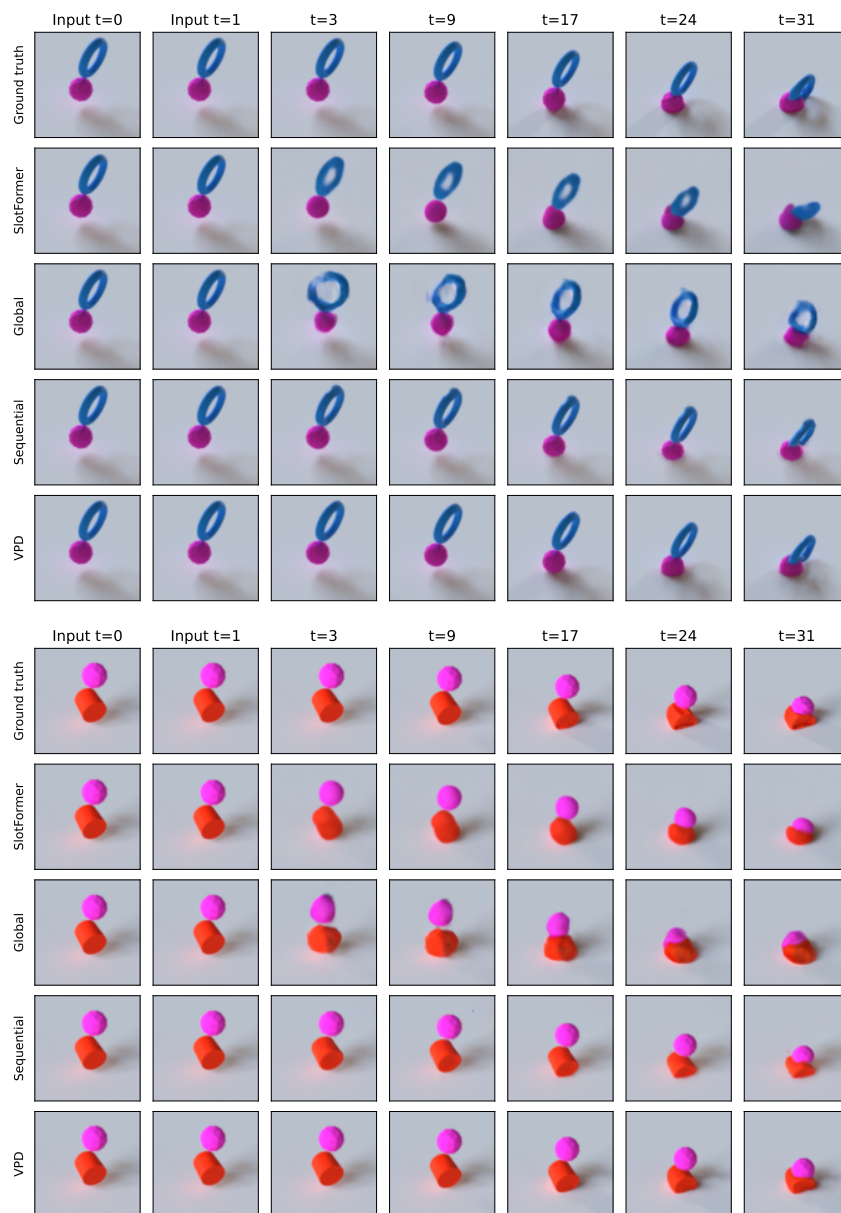 Input t=0 Input t=1 t=3 t=9 t=17 t=24 t=31
Ground truth
SlotFormer
Global
Sequential
VPD
Input t=0 Input t=1 t=3 t=9 t=17 t=24 t=31
Ground truth
SlotFormer
Global
Sequential
VPD